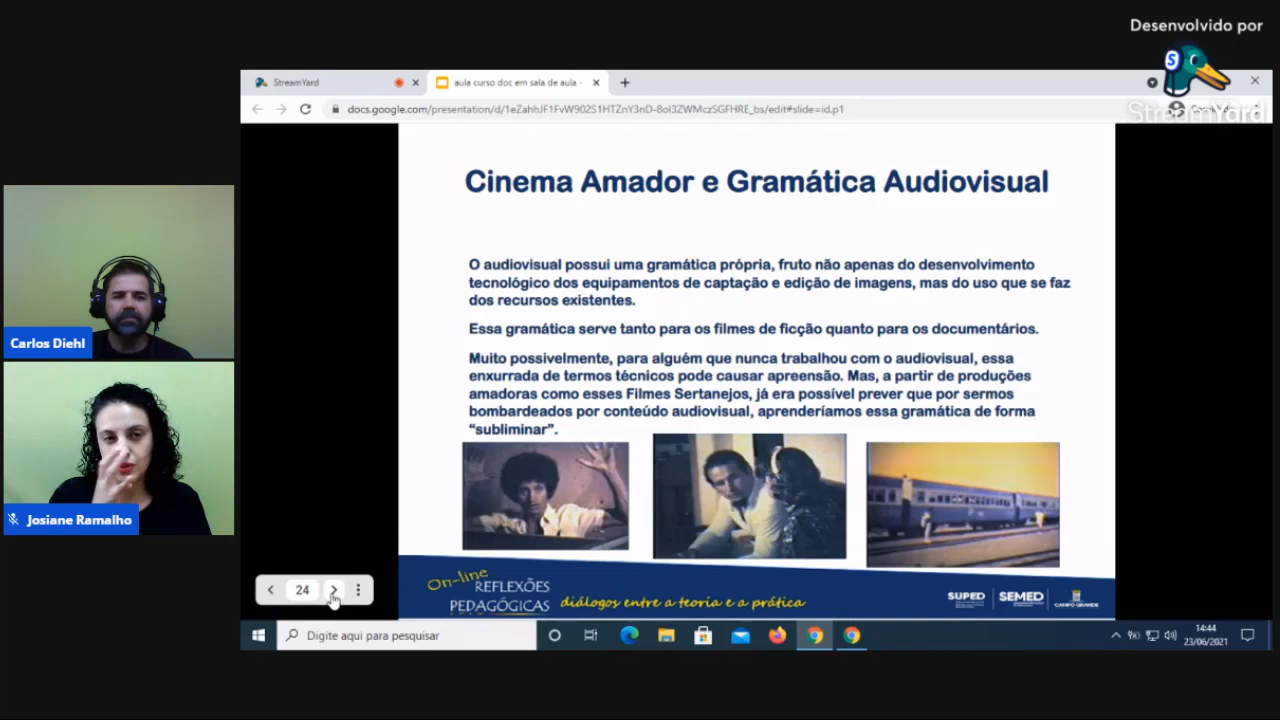 Desenvolvido por
StreamYard
StreamYard
aula curso doc em sala de aula -
docs.google.com/presentation/d/1eZahhJF1FvW902S1HTZnY3nD-8oI3ZWMczSGFHRE_bs/edit#slide=id.p1
Cinema Amador e Gramática Audiovisual
O audiovisual possui uma gramática própria, fruto não apenas do desenvolvimento
tecnológico dos equipamentos de captação e edição de imagens, mas do uso que se faz
dos recursos existentes.
Essa gramática serve tanto para os filmes de ficção quanto para os documentários.
Muito possivelmente, para alguém que nunca trabalhou com o audiovisual, essa
enxurrada de termos técnicos pode causar apreensão. Mas, a partir de produções
amadoras como esses Filmes Sertanejos, já era possível prever que por sermos
bombardeados por conteúdo audiovisual, aprenderíamos essa gramática de forma
“subliminar”.
Carlos Diehl
Josiane Ramalho
24
On-line
REFLEXÕES
PEDAGÓGICAS
diálogos entre a teoria e a prática
SUPED
SEMED
CAMPO GRANDE
Digite aqui para pesquisar
14:44
23/06/2021